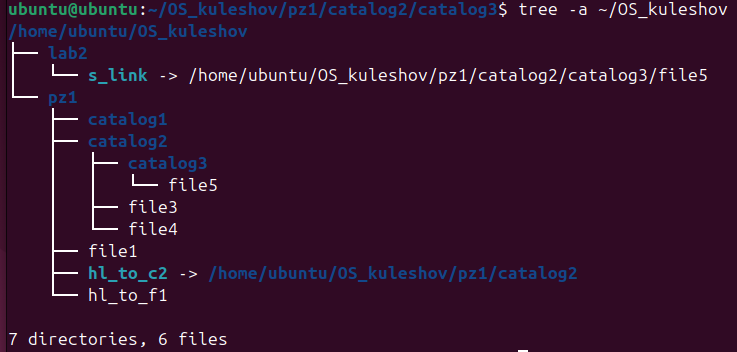 ubuntu@ubuntu:~/OS_kuleshov/pz1/catalog2/catalog3$ tree -a ~/OS_kuleshov
/home/ubuntu/OS_kuleshov
├── lab2
│   └── s_link -> /home/ubuntu/OS_kuleshov/pz1/catalog2/catalog3/file5
└── pz1
    ├── catalog1
    ├── catalog2
    │   ├── catalog3
    │   │   └── file5
    │   ├── file3
    │   └── file4
    ├── file1
    ├── hl_to_c2 -> /home/ubuntu/OS_kuleshov/pz1/catalog2
    └── hl_to_f1
7 directories, 6 files